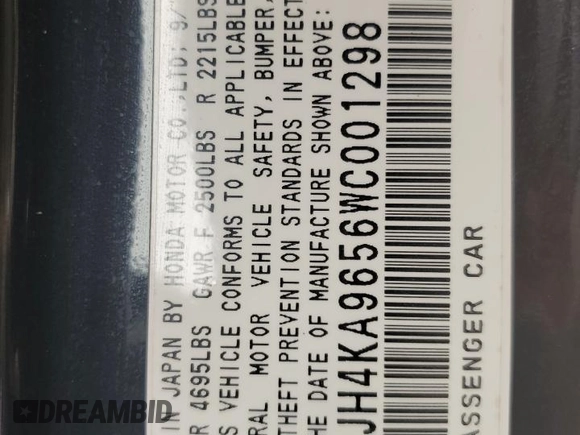 IN JAPAN BY HONDA MOTOR CO.,LTD; 9/
R 4695LBS GAWR F 2500LBS R 2215LBS
S VEHICLE CONFORMS TO ALL APPLICABLE
RAL MOTOR VEHICLE SAFETY, BUMPER,
THEFT PREVENTION STANDARDS IN EFFECT
HE DATE OF MANUFACTURE SHOWN ABOVE:
JH4KA9656WC001298
ASSENGER CAR
DREAMBID